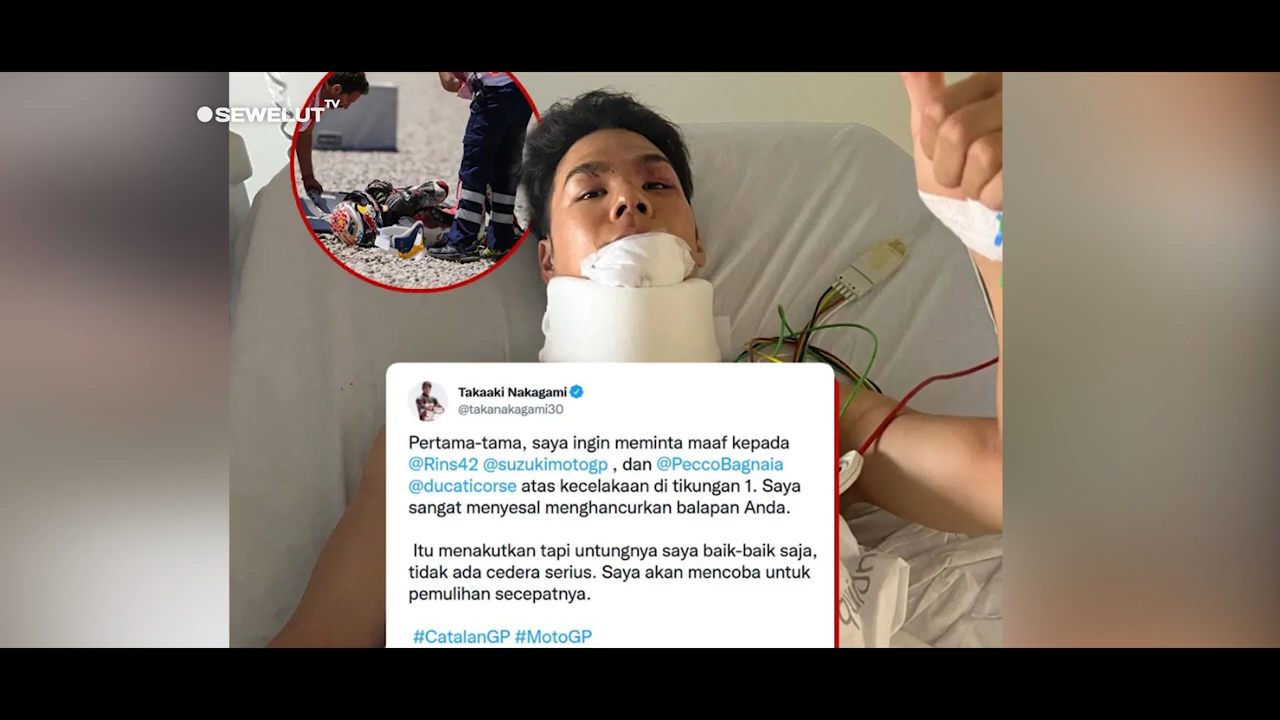 SEWELUT TV
Takaaki Nakagami
@takanakagami30
Pertama-tama, saya ingin meminta maaf kepada
@Rins42 @suzukimotogp , dan @PeccoBagnaia
@ducaticorse atas kecelakaan di tikungan 1. Saya
sangat menyesal menghancurkan balapan Anda.
Itu menakutkan tapi untungnya saya baik-baik saja,
tidak ada cedera serius. Saya akan mencoba untuk
pemulihan secepatnya.
#CatalanGP #MotoGP